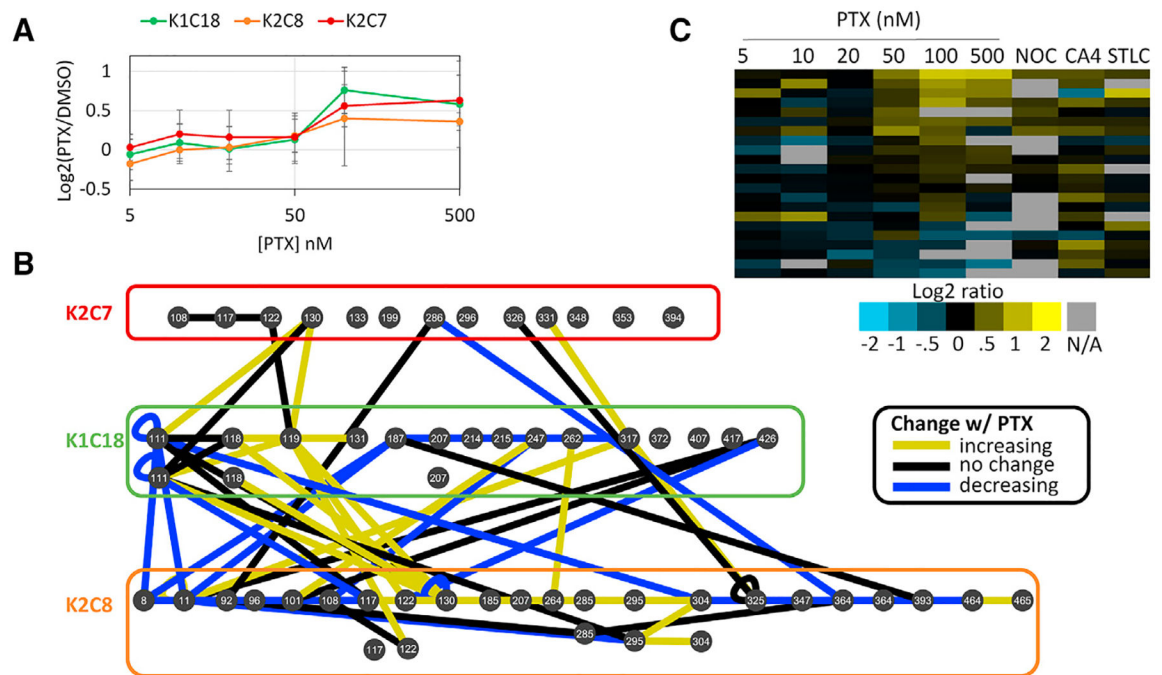 A
K1C18 K2C8 K2C7
Log2(PTX/DMSO)
1
0.5
0
-0.5
5 50 500
[PTX] nM
C
PTX (nM)
5 10 20 50 100 500 NOC CA4 STLC
Log2 ratio
-2 -1 -.5 0 .5 1 2 N/A
B
K2C7
108 117 122 130 133 199 286 296 326 331 348 353 394
K1C18
111 118 119 131 187 207 214 215 247 262 317 372 407 417 426
111 118 207
K2C8
8 11 92 96 101 108 117 122 130 185 207 264 285 295 304 325 347 364 364 393 464 465
285 295 304
117 122
Change w/ PTX
increasing
no change
decreasing